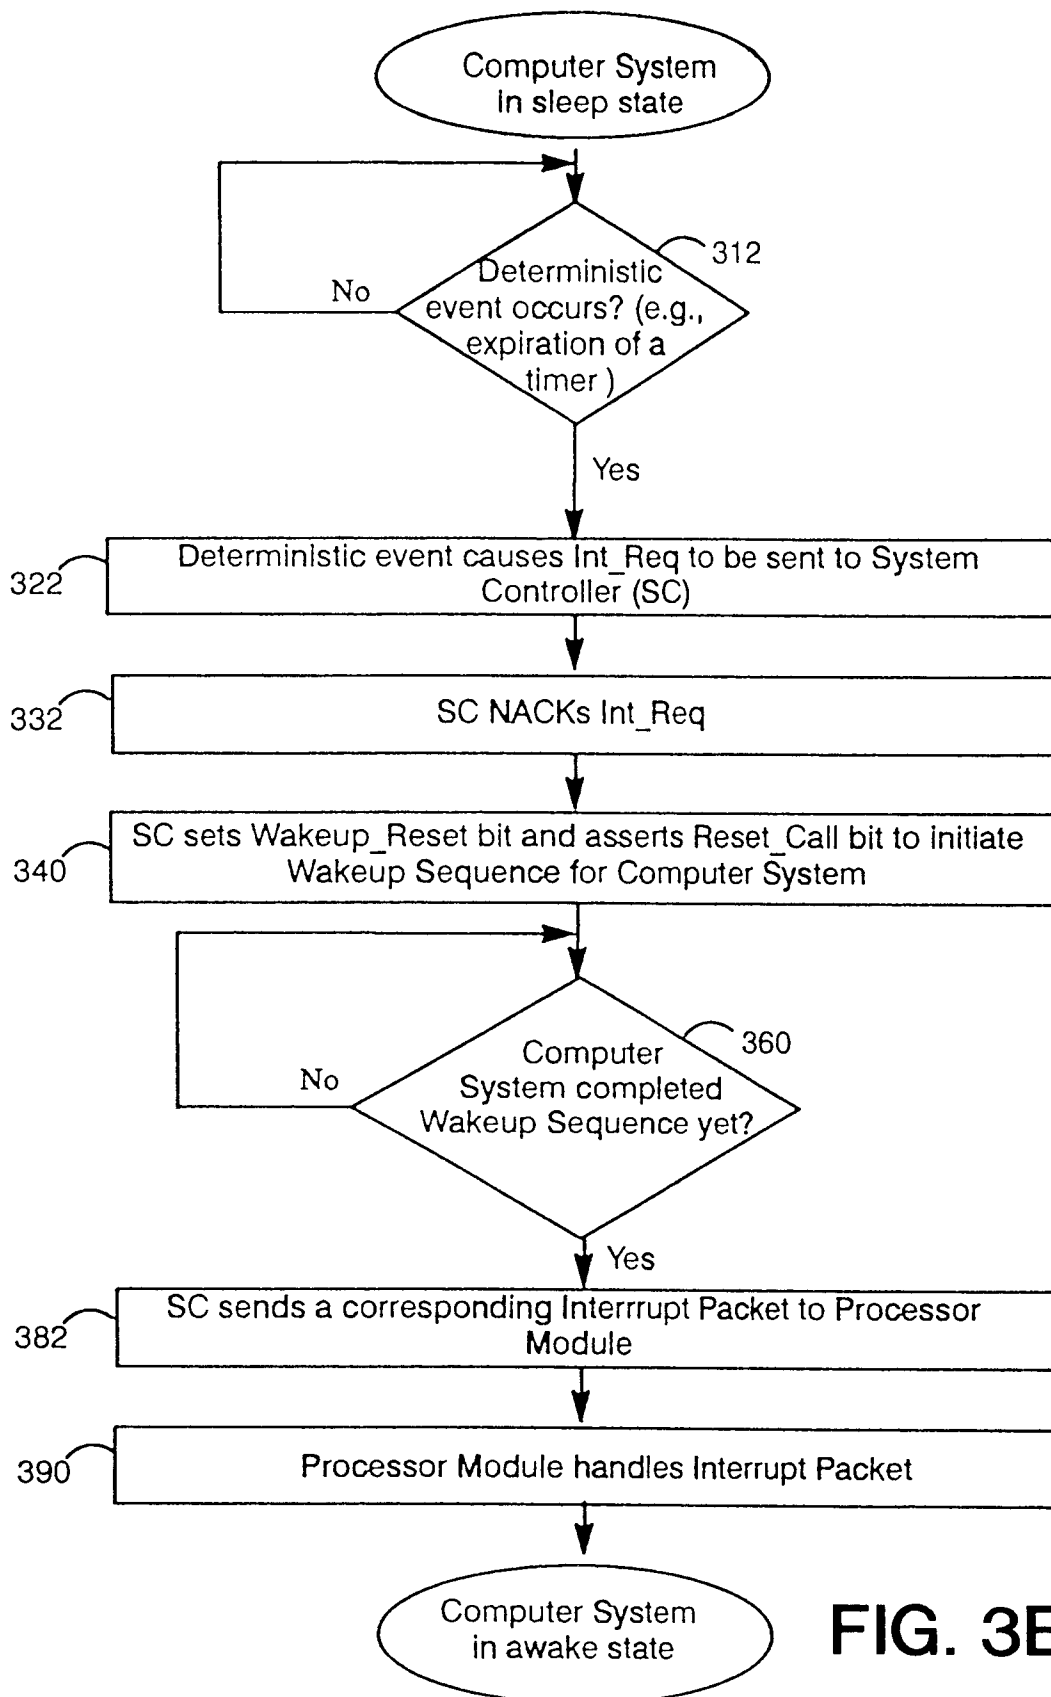 Computer System
in sleep state
312
Deterministic
event occurs? (e.g.,
expiration of a
timer )
No
Yes
322
Deterministic event causes Int_Req to be sent to System
Controller (SC)
332
SC NACKs Int_Req
340
SC sets Wakeup_Reset bit and asserts Reset_Call bit to initiate
Wakeup Sequence for Computer System
360
Computer
System completed
Wakeup Sequence yet?
No
Yes
382
SC sends a corresponding Interrrupt Packet to Processor
Module
390
Processor Module handles Interrupt Packet
Computer System
in awake state
FIG. 3B